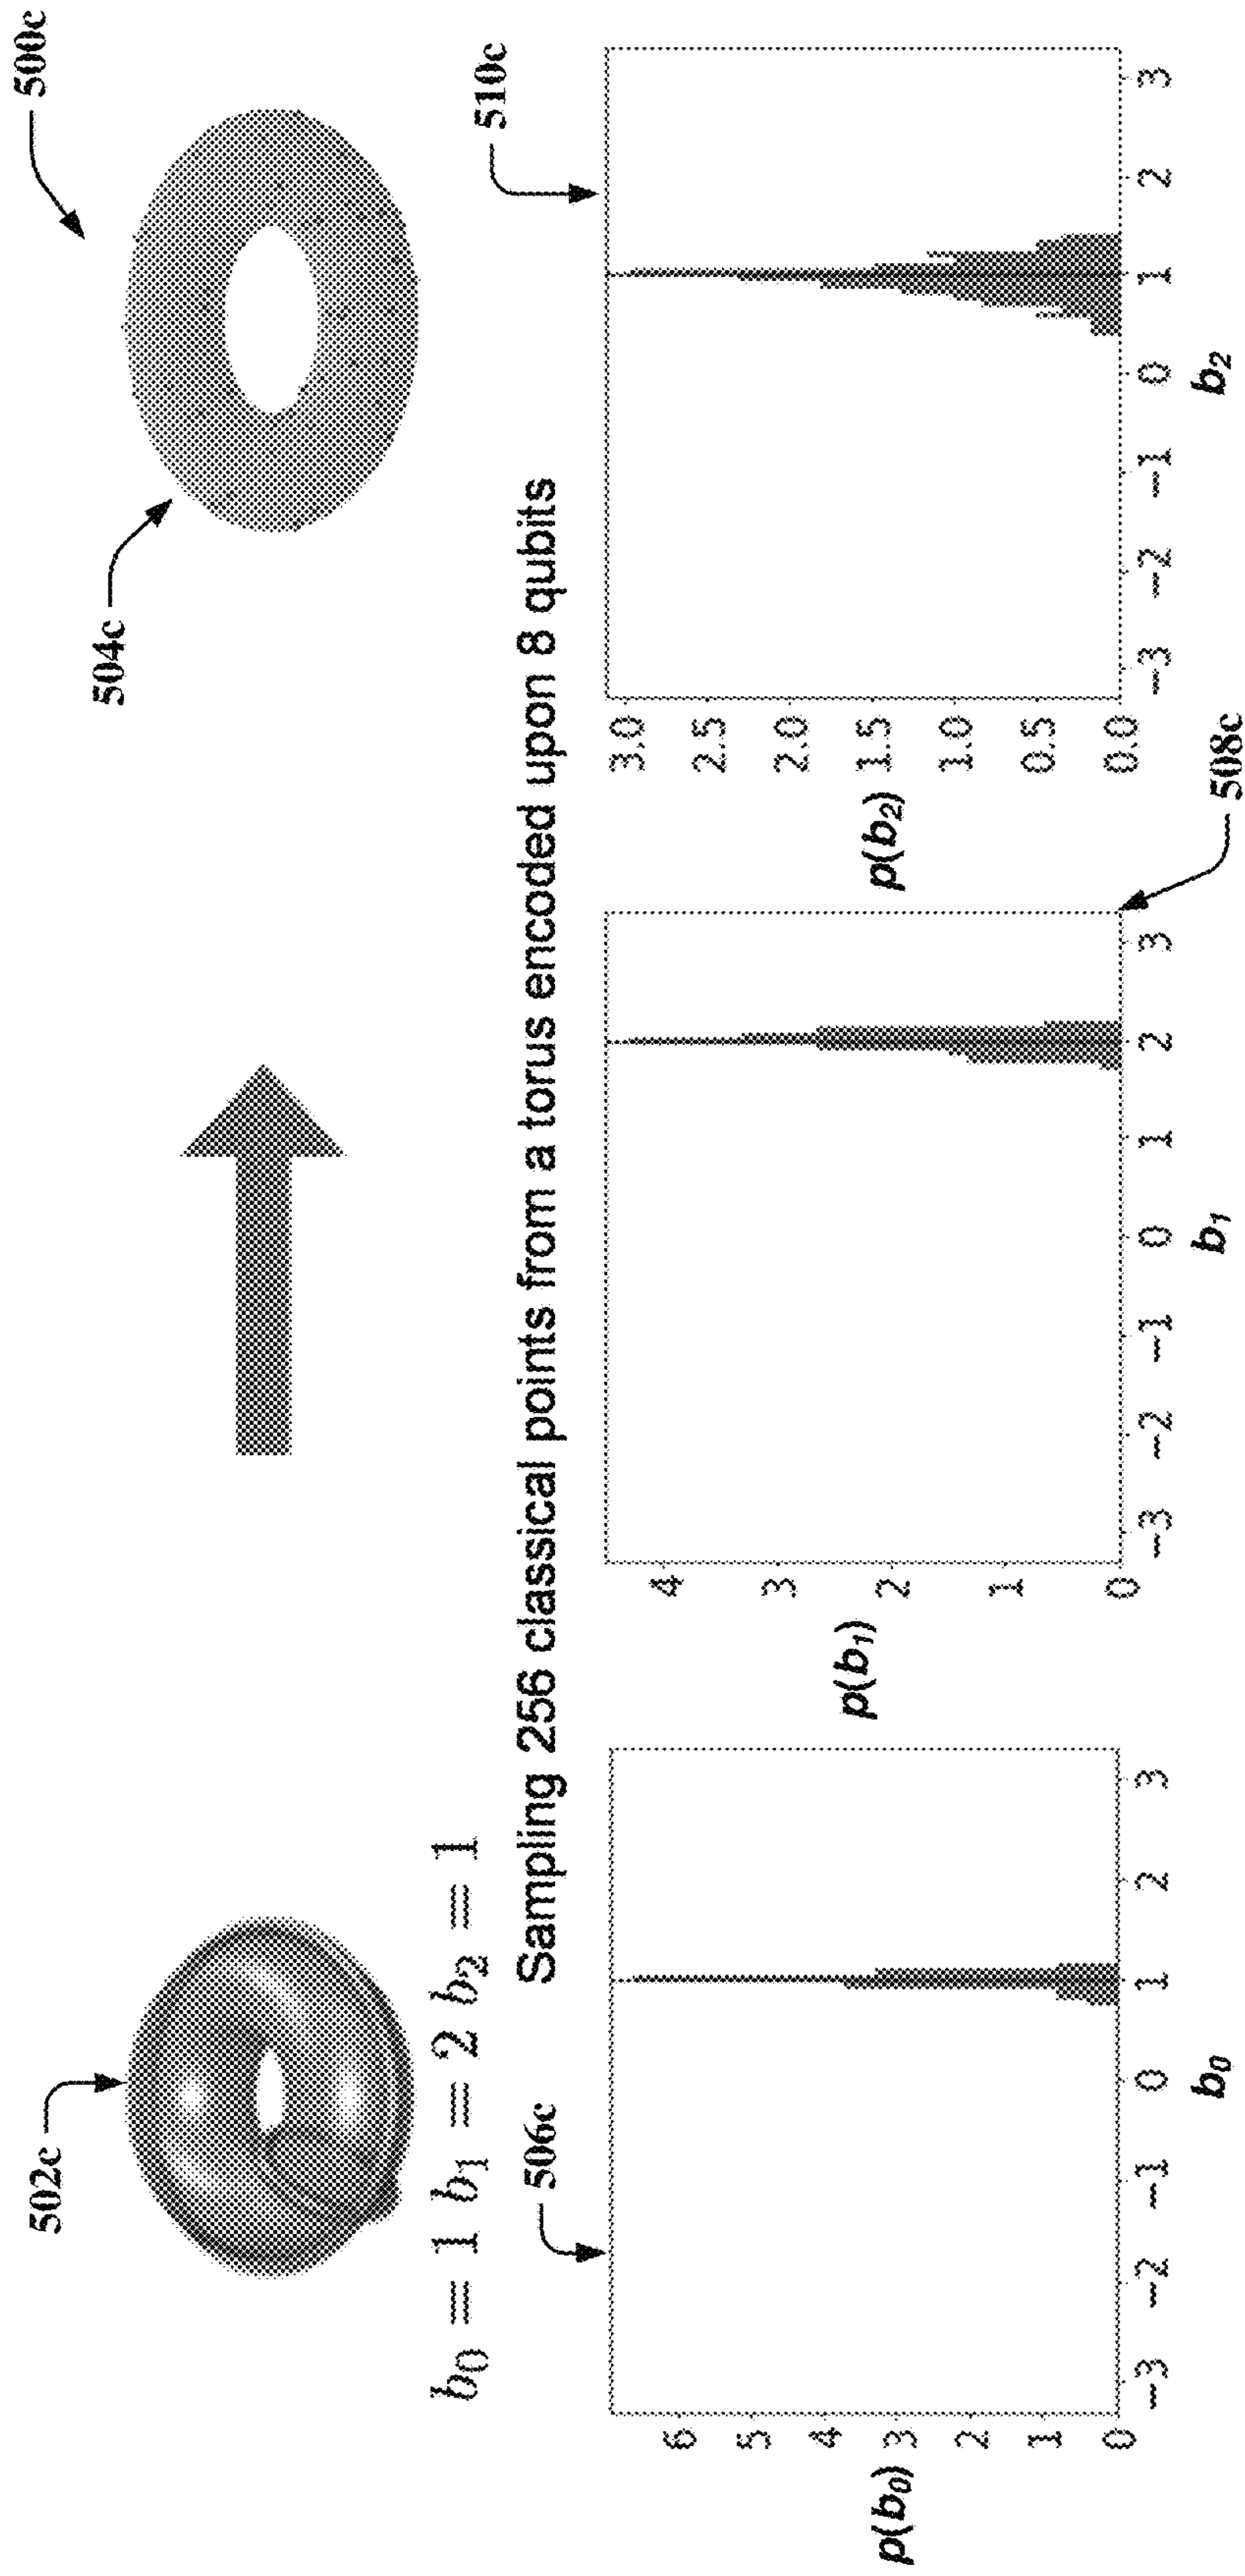 500c
502c
504c
b0 = 1 b1 = 2 b2 = 1
Sampling 256 classical points from a torus encoded upon 8 qubits
506c
p(b0)
6
5
4
3
2
1
0
−3 −2 −1 0 1 2 3
b0
p(b1)
4
3
2
1
0
−3 −2 −1 0 1 2 3
b1
508c
510c
p(b2)
3.0
2.5
2.0
1.5
1.0
0.5
0.0
−3 −2 −1 0 1 2 3
b2